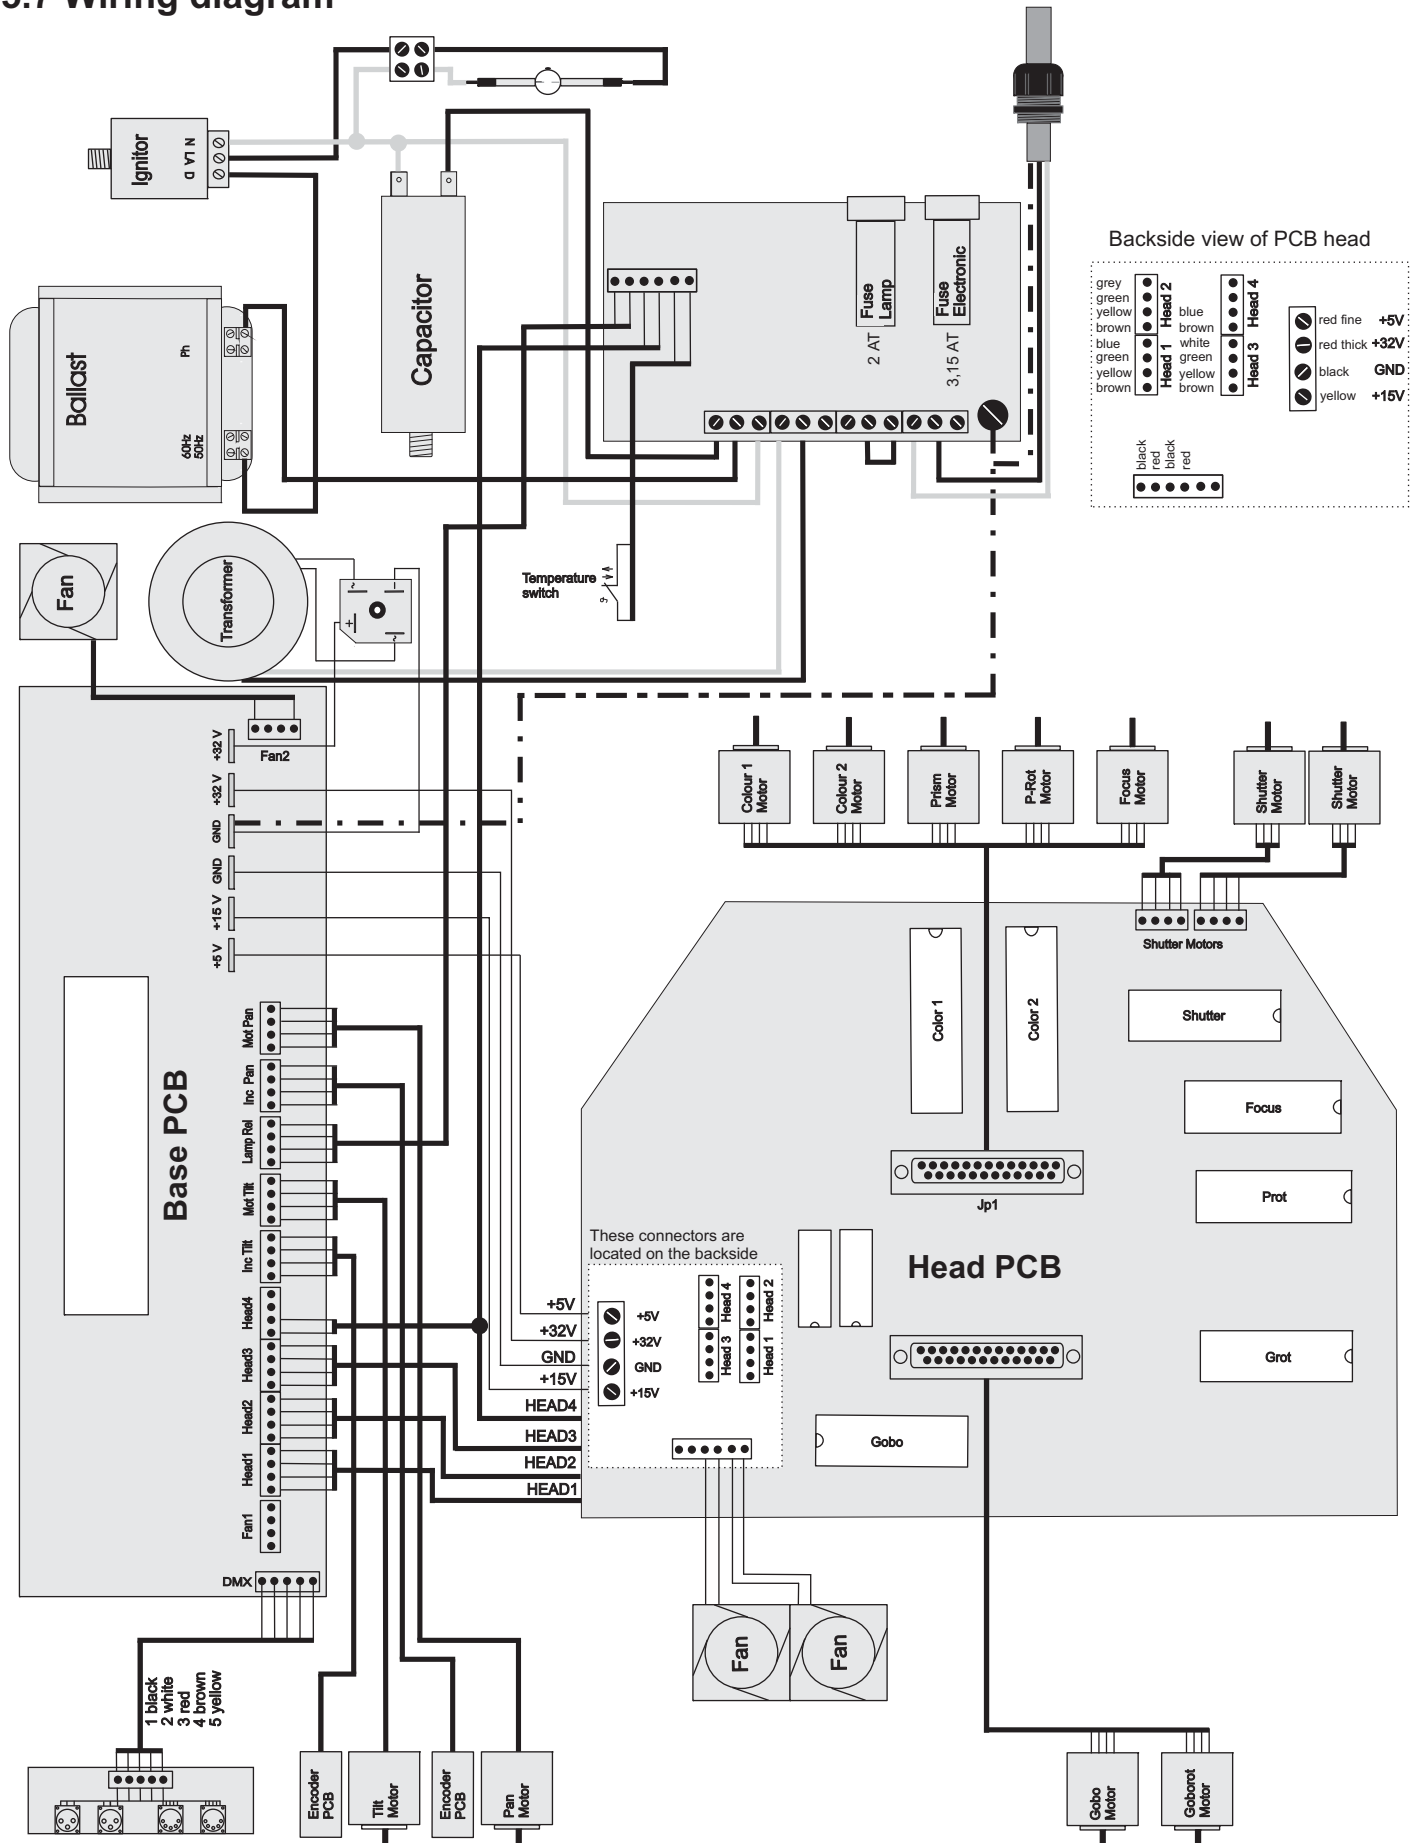 5.7 Wiring diagram
Ignitor
N LA D
Capacitor
Fuse
Lamp
Fuse
Electronic
2 AT
3,15 AT
Ballast
Ph
60Hz
50Hz
Backside view of PCB head
grey
green
yellow
brown
Head 2
blue
green
yellow
brown
Head 1
blue
brown
Head 4
white
green
yellow
brown
Head 3
red fine +5V
red thick +32V
black GND
yellow +15V
black
red
black
red
Fan
Transformer
~
−
+
~
Temperature
switch
ϑ
Fan2
+32 V
+32 V
GND
GND
+15 V
+5 V
Base PCB
Mot Pan
Inc Pan
Lamp Rel
Mot Tilt
Inc Tilt
Head4
Head3
Head2
Head1
Fan1
DMX
Colour 1
Motor
Colour 2
Motor
Prism
Motor
P-Rot
Motor
Focus
Motor
Shutter
Motor
Shutter
Motor
Shutter Motors
Color 1
Color 2
Shutter
Focus
Prot
Grot
Jp1
Head PCB
These connectors are
located on the backside
+5V
+32V
GND
+15V
HEAD4
HEAD3
HEAD2
HEAD1
+5V
+32V
GND
+15V
Head 4
Head 2
Head 3
Head 1
Gobo
Fan
Fan
1 black
2 white
3 red
4 brown
5 yellow
Encoder
PCB
Tilt
Motor
Encoder
PCB
Pan
Motor
Gobo
Motor
Goborot
Motor